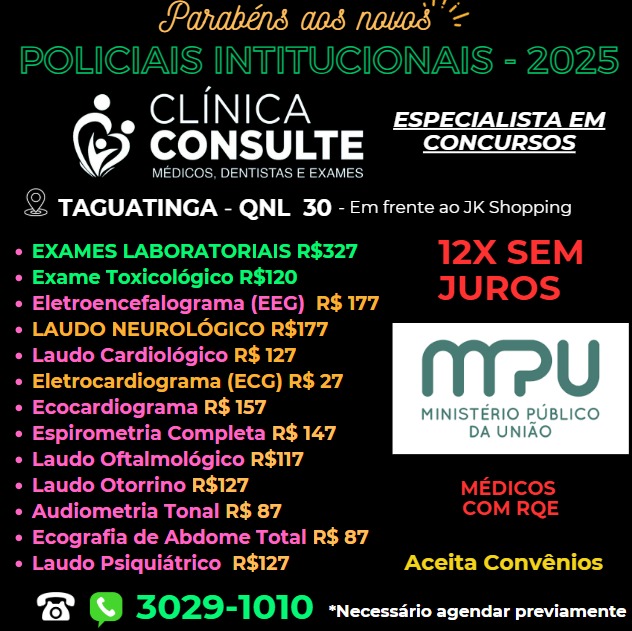 Parabéns aos novos
POLICIAIS INTITUCIONAIS - 2025
CLÍNICA
CONSULTE
MÉDICOS, DENTISTAS E EXAMES
ESPECIALISTA EM
CONCURSOS
TAGUATINGA - QNL 30 - Em frente ao JK Shopping
• EXAMES LABORATORIAIS R$327
• Exame Toxicológico R$120
• Eletroencefalograma (EEG) R$ 177
• LAUDO NEUROLÓGICO R$177
• Laudo Cardiológico R$ 127
• Eletrocardiograma (ECG) R$ 27
• Ecocardiograma R$ 157
• Espirometria Completa R$ 147
• Laudo Oftalmológico R$117
• Laudo Otorrino R$127
• Audiometria Tonal R$ 87
• Ecografia de Abdome Total R$ 87
• Laudo Psiquiátrico R$127
12X SEM
JUROS
MPU
MINISTÉRIO PÚBLICO
DA UNIÃO
MÉDICOS
COM RQE
Aceita Convênios
3029-1010 *Necessário agendar previamente